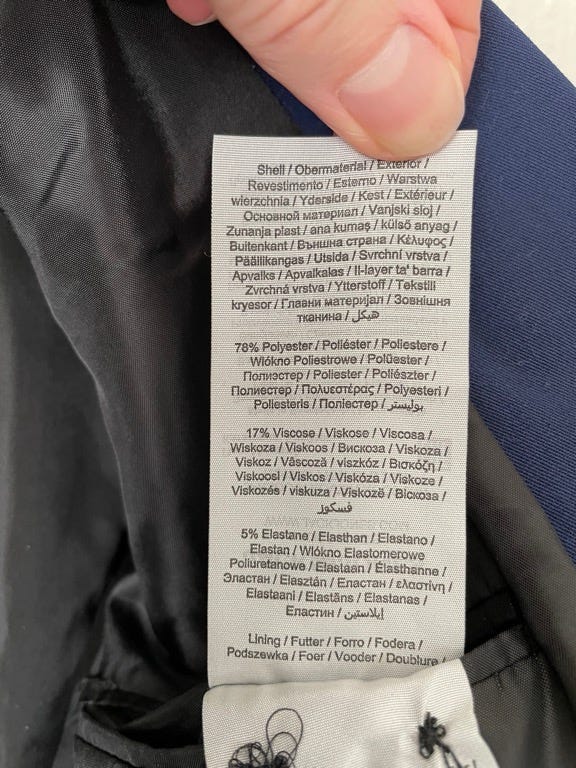 Shell / Obermaterial / Exterior /
Revestimento / Esterno / Warstwa
wierzchnia / Yderside / Kest / Extérieur /
Основной материал / Vanjski sloj /
Zunanja plast / ana kumaş / külső anyag /
Buitenkant / Външна страна / Κέλυφος /
Päällikangas / Utsida / Svrchní vrstva /
Apvalks / Apvalkalas / Il-layer ta' barra /
Zvrchná vrstva / Ytterstoff / Tekstili
kryesor / Главни материјал / Зовнішня
тканина / هيكل
78% Polyester / Poliéster / Poliestere /
Włókno Poliestrowe / Polüester /
Полиэстер / Poliester / Poliészter /
Полиестер / Πολυεστέρας / Polyesteri /
Poliesteris / Поліестер / بوليستر
17% Viscose / Viskose / Viscosa /
Wiskoza / Viskoos / Вискоза / Viskoza /
Viskoz / Vâscoză / viszkóz / Βισκόζη /
Viskoosi / Viskos / Viskóza / Viskoze /
Viskozės / viskuza / Viskozë / Віскоза /
فسكوز
5% Elastane / Elasthan / Elastano /
Elastan / Włókno Elastomerowe
Poliuretanowe / Elastaan / Élasthanne /
Эластан / Elasztán / Еластан / ελαστίνη /
Elastaani / Elastāns / Elastanas /
Еластин / إيلاستين
Lining / Futter / Forro / Fodera /
Podszewka / Foer / Vooder / Doublure /